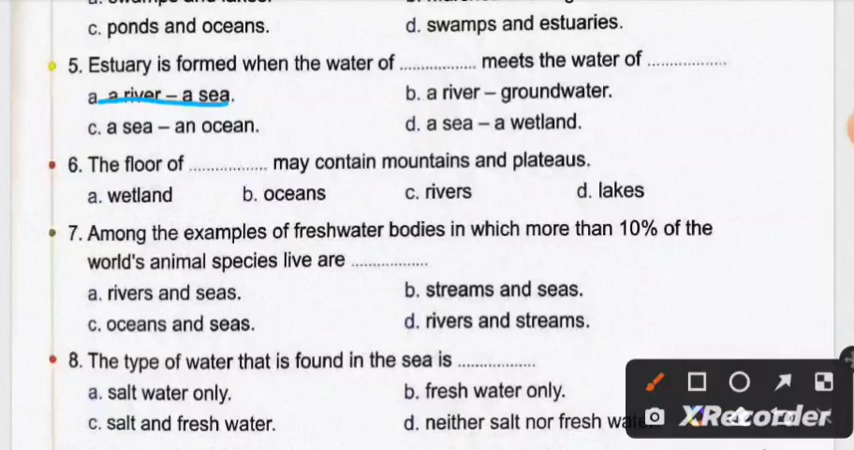 c. ponds and oceans.
d. swamps and estuaries.
5. Estuary is formed when the water of ................ meets the water of .................
a. a river – a sea.
b. a river – groundwater.
c. a sea – an ocean.
d. a sea – a wetland.
6. The floor of ................ may contain mountains and plateaus.
a. wetland
b. oceans
c. rivers
d. lakes
7. Among the examples of freshwater bodies in which more than 10% of the
world's animal species live are ................
a. rivers and seas.
b. streams and seas.
c. oceans and seas.
d. rivers and streams.
8. The type of water that is found in the sea is ................
a. salt water only.
b. fresh water only.
c. salt and fresh water.
d. neither salt nor fresh
XRecorder